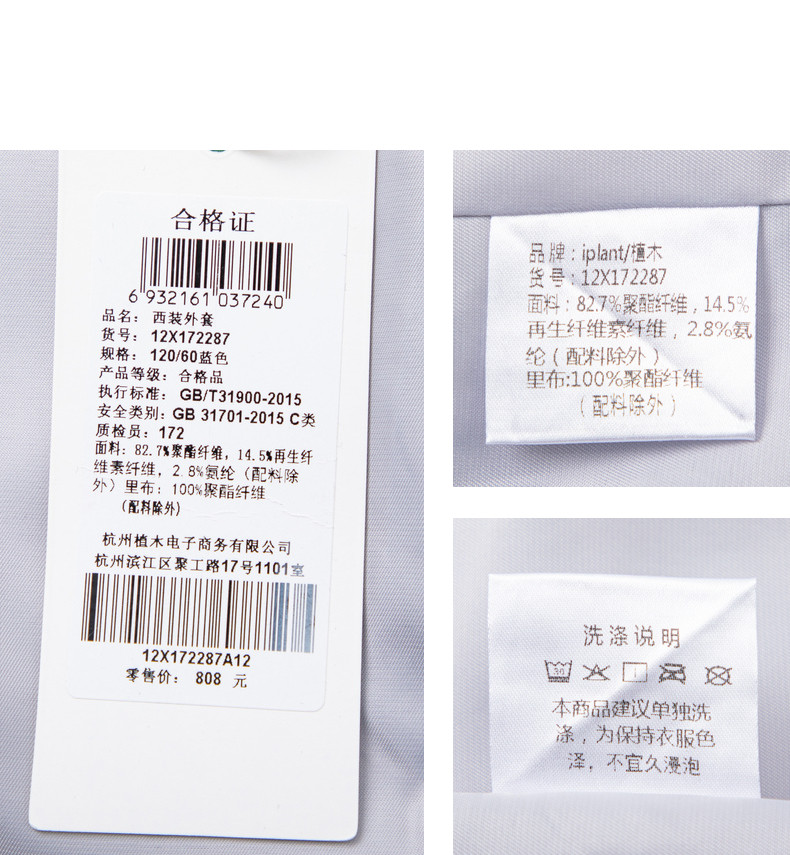 合格证
6 932161 037240
品名： 西装外套
货号： 12X172287
规格： 120/60蓝色
产品等级： 合格品
执行标准： GB/T31900-2015
安全类别： GB 31701-2015 C类
质检员：172
面料：82.7%聚酯纤维，14.5%再生纤
维素纤维，2.8%氨纶（配料除
外）里布：100%聚酯纤维
（配料除外）
杭州植木电子商务有限公司
杭州滨江区聚工路17号1101室
12X172287A12
零售价： 808 元
品牌：iplant/植木
货号：12X172287
面料：82.7%聚酯纤维，14.5%
再生纤维素纤维，2.8%氨
纶（配料除外）
里布:100%聚酯纤维
（配料除外）
洗涤说明
30
本商品建议单独洗
涤，为保持衣服色
泽，不宜久浸泡